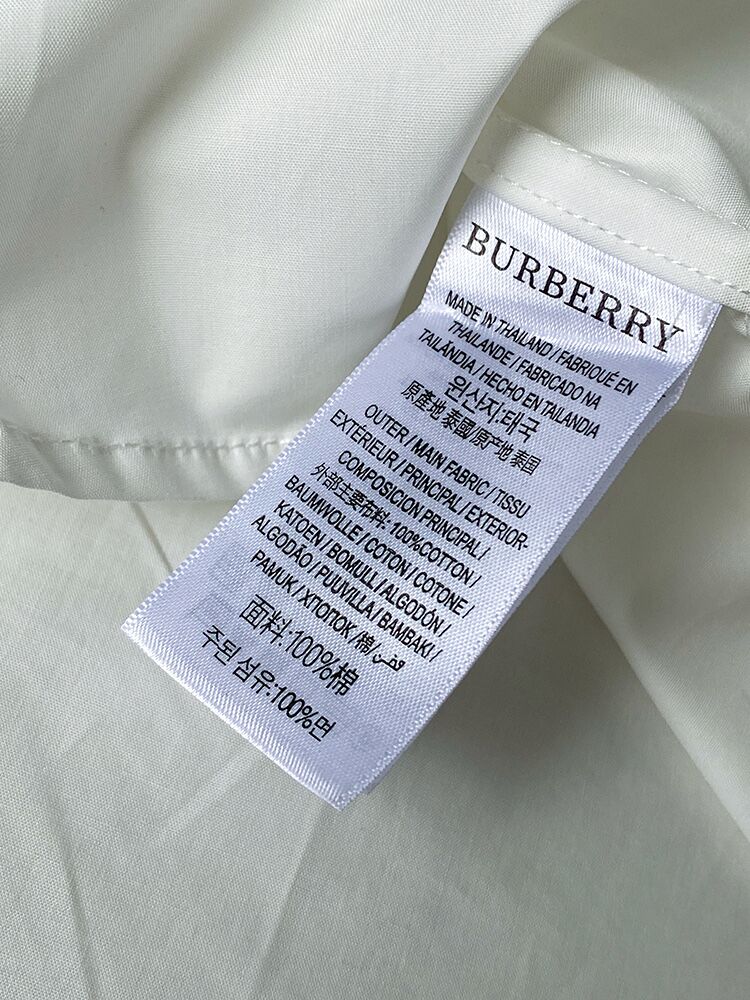 BURBERRY
MADE IN THAILAND / FABRIQUÉ EN
THAILANDE / FABRICADO NA
TAILÂNDIA / HECHO EN TAILANDIA
원산지:태국
原產地 泰國/原产地 泰国
OUTER / MAIN FABRIC / TISSU
EXTÉRIEUR / PRINCIPAL / EXTERIOR-
COMPOSICION PRINCIPAL /
外部主要布料: 100%COTTON /
BAUMWOLLE / COTON / COTONE /
KATOEN / BOMULL / ALGODÓN /
ALGODÃO / PUUVILLA / BAMBAKI /
PAMUK / ХΠΟΠΟΚ / 棉 / قطن
面料:100%棉
주된 섬유:100%면